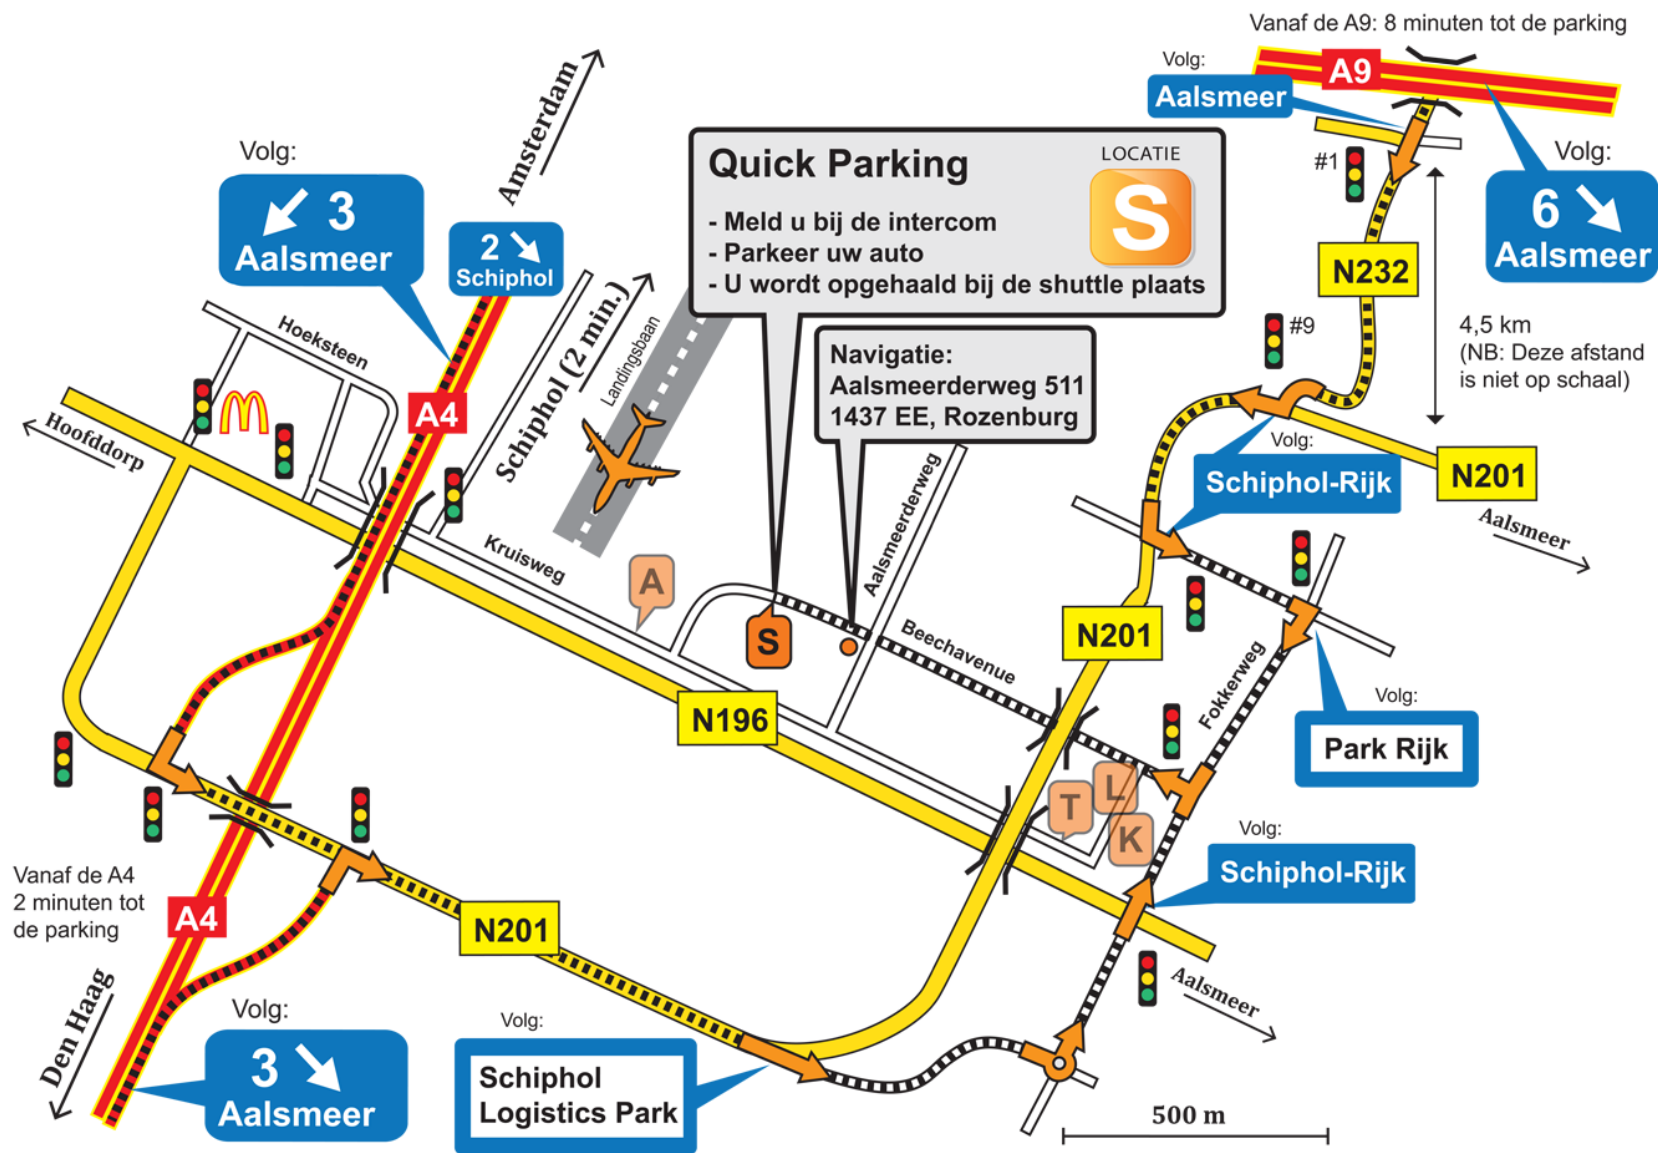 Vanaf de A9: 8 minuten tot de parking
Volg:
Aalsmeer
A9
#1
Volg:
6
Aalsmeer
N232
#9
4,5 km
(NB: Deze afstand
is niet op schaal)
Volg:
3
Aalsmeer
Amsterdam
2
Schiphol
Schiphol (2 min.)
Landingsbaan
Quick Parking
LOCATIE
S
- Meld u bij de intercom
- Parkeer uw auto
- U wordt opgehaald bij de shuttle plaats
Navigatie:
Aalsmeerderweg 511
1437 EE, Rozenburg
Hoeksteen
A4
Hoofddorp
Kruisweg
A
S
Aalsmeerderweg
Beechavenue
Volg:
Schiphol-Rijk
N201
Aalsmeer
N201
Fokkerweg
Volg:
Park Rijk
N196
T
L
K
Volg:
Schiphol-Rijk
Vanaf de A4
2 minuten tot
de parking
A4
N201
Den Haag
Volg:
3
Aalsmeer
Volg:
Schiphol
Logistics Park
Aalsmeer
500 m